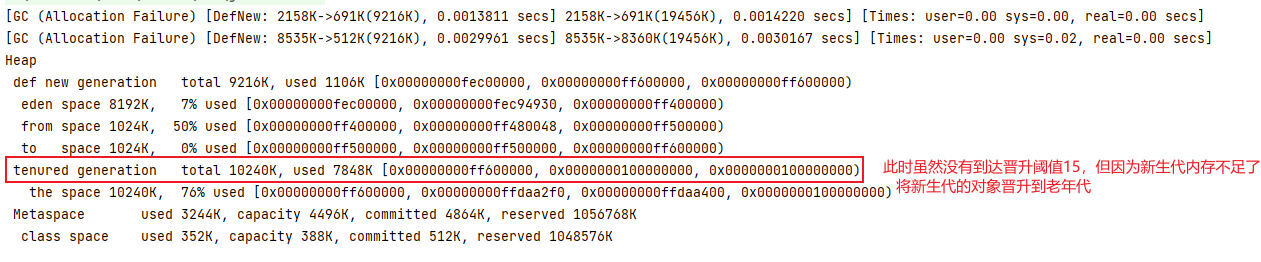 [GC (Allocation Failure) [DefNew: 2158K->691K(9216K), 0.0013811 secs] 2158K->691K(19456K), 0.0014220 secs] [Times: user=0.00 sys=0.00, real=0.00 secs]
[GC (Allocation Failure) [DefNew: 8535K->512K(9216K), 0.0029961 secs] 8535K->8360K(19456K), 0.0030167 secs] [Times: user=0.00 sys=0.02, real=0.00 secs]
Heap
def new generation   total 9216K, used 1106K [0x00000000fec00000, 0x00000000ff600000, 0x00000000ff600000)
eden space 8192K,   7% used [0x00000000fec00000, 0x00000000fec94930, 0x00000000ff400000)
from space 1024K,  50% used [0x00000000ff400000, 0x00000000ff480048, 0x00000000ff500000)
to   space 1024K,   0% used [0x00000000ff500000, 0x00000000ff500000, 0x00000000ff600000)
tenured generation   total 10240K, used 7848K [0x00000000ff600000, 0x0000000100000000, 0x0000000100000000)
此时虽然没有到达晋升阈值15，但因为新生代内存不足了
将新生代的对象晋升到老年代
the space 10240K,  76% used [0x00000000ff600000, 0x00000000ffdaa2f0, 0x00000000ffdaa400, 0x0000000100000000)
Metaspace       used 3244K, capacity 4496K, committed 4864K, reserved 1056768K
class space    used 352K, capacity 388K, committed 512K, reserved 1048576K